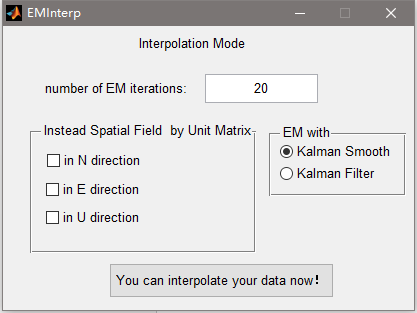 EMInterp
Interpolation Mode
number of EM iterations: 20
Instead Spatial Field by Unit Matrix
in N direction
in E direction
in U direction
EM with
Kalman Smooth
Kalman Filter
You can interpolate your data now!